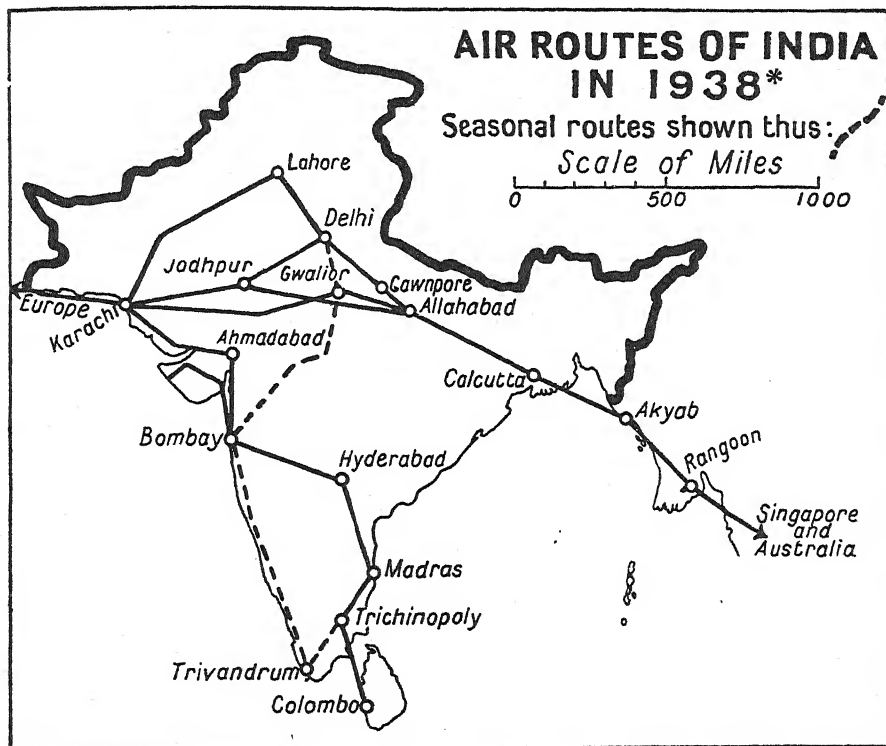 AIR ROUTES OF INDIA
IN 1938*
Seasonal routes shown thus:
Scale of Miles
0 500 1000
Lahore
Delhi
Jodhpur
Gwalior
Cawnpore
Allahabad
Europe
Karachi
Ahmadabad
Calcutta
Akyab
Bombay
Hyderabad
Rangoon
Singapore
and
Australia
Madras
Trichinopoly
Trivandrum
Colombo